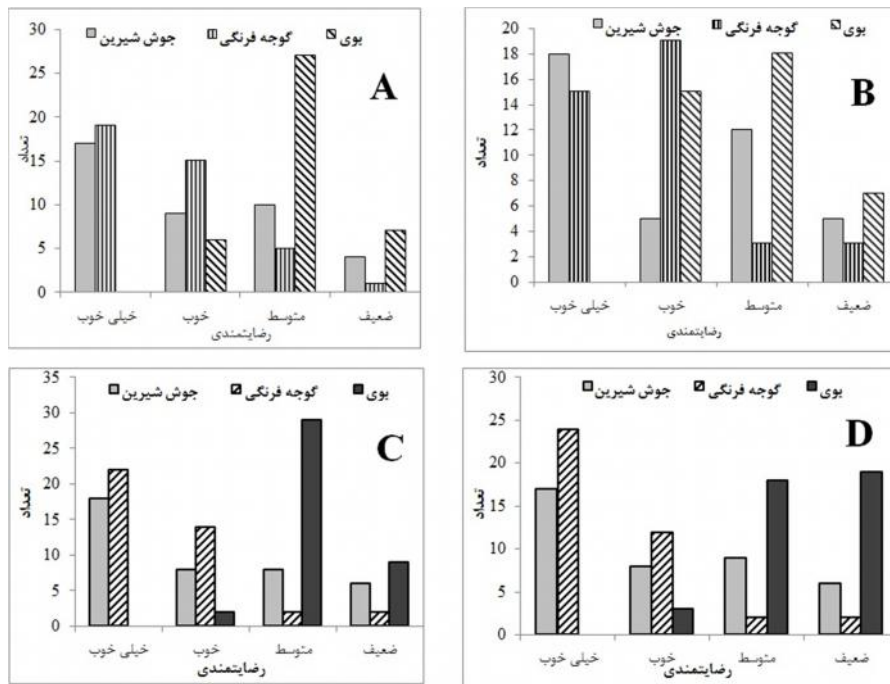 جوش شیرین گوجه فرنگی یوی
A
تعداد
30
25
20
15
10
5
0
خیلی خوب خوب متوسط ضعیف
رضایتمندی
جوش شیرین گوجه فرنگی یوی
B
تعداد
20
18
16
14
12
10
8
6
4
2
0
خیلی خوب خوب متوسط ضعیف
رضایتمندی
جوش شیرین گوجه فرنگی یوی
C
تعداد
35
30
25
20
15
10
5
0
خیلی خوب خوب متوسط ضعیف
رضایتمندی
جوش شیرین گوجه فرنگی یوی
D
تعداد
30
25
20
15
10
5
0
خیلی خوب خوب متوسط ضعیف
رضایتمندی